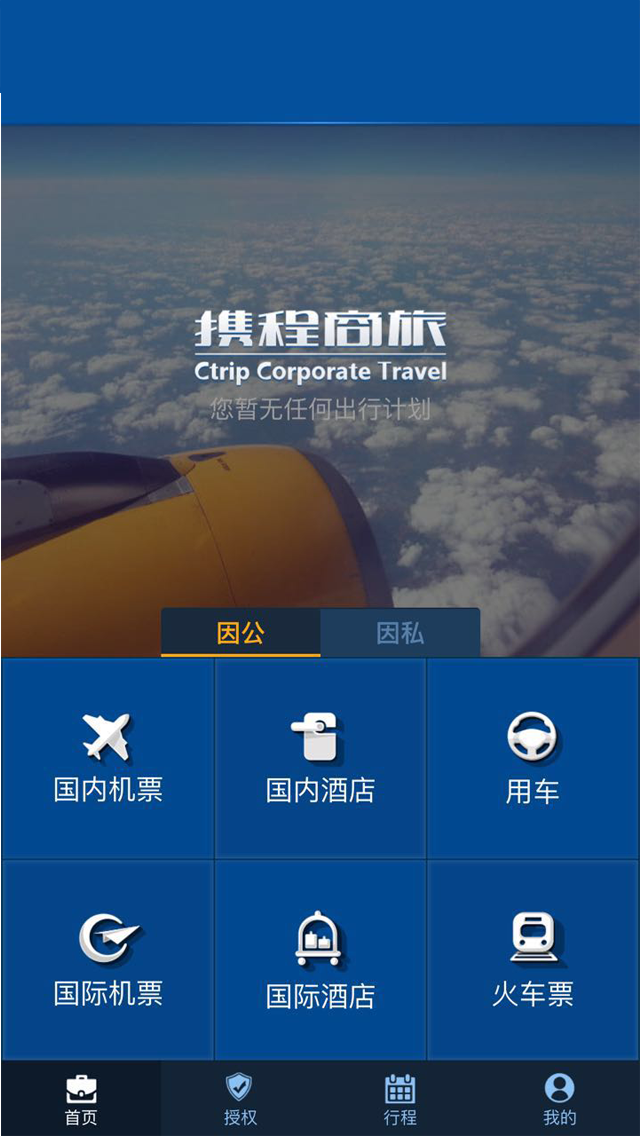 携程商旅
Ctrip Corporate Travel
您暂无任何出行计划
因公
因私
国内机票
国内酒店
用车
国际机票
国际酒店
火车票
首页
授权
行程
我的